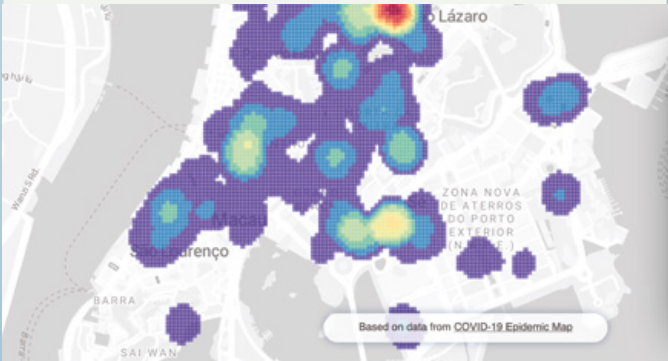 o Lázaro
Macau
São Lourenço
ZONA NOVA
DE ATERROS
DO PORTO
EXTERIOR
BARRA
SAI WAN
Barra
Based on data from COVID-19 Epidemic Map